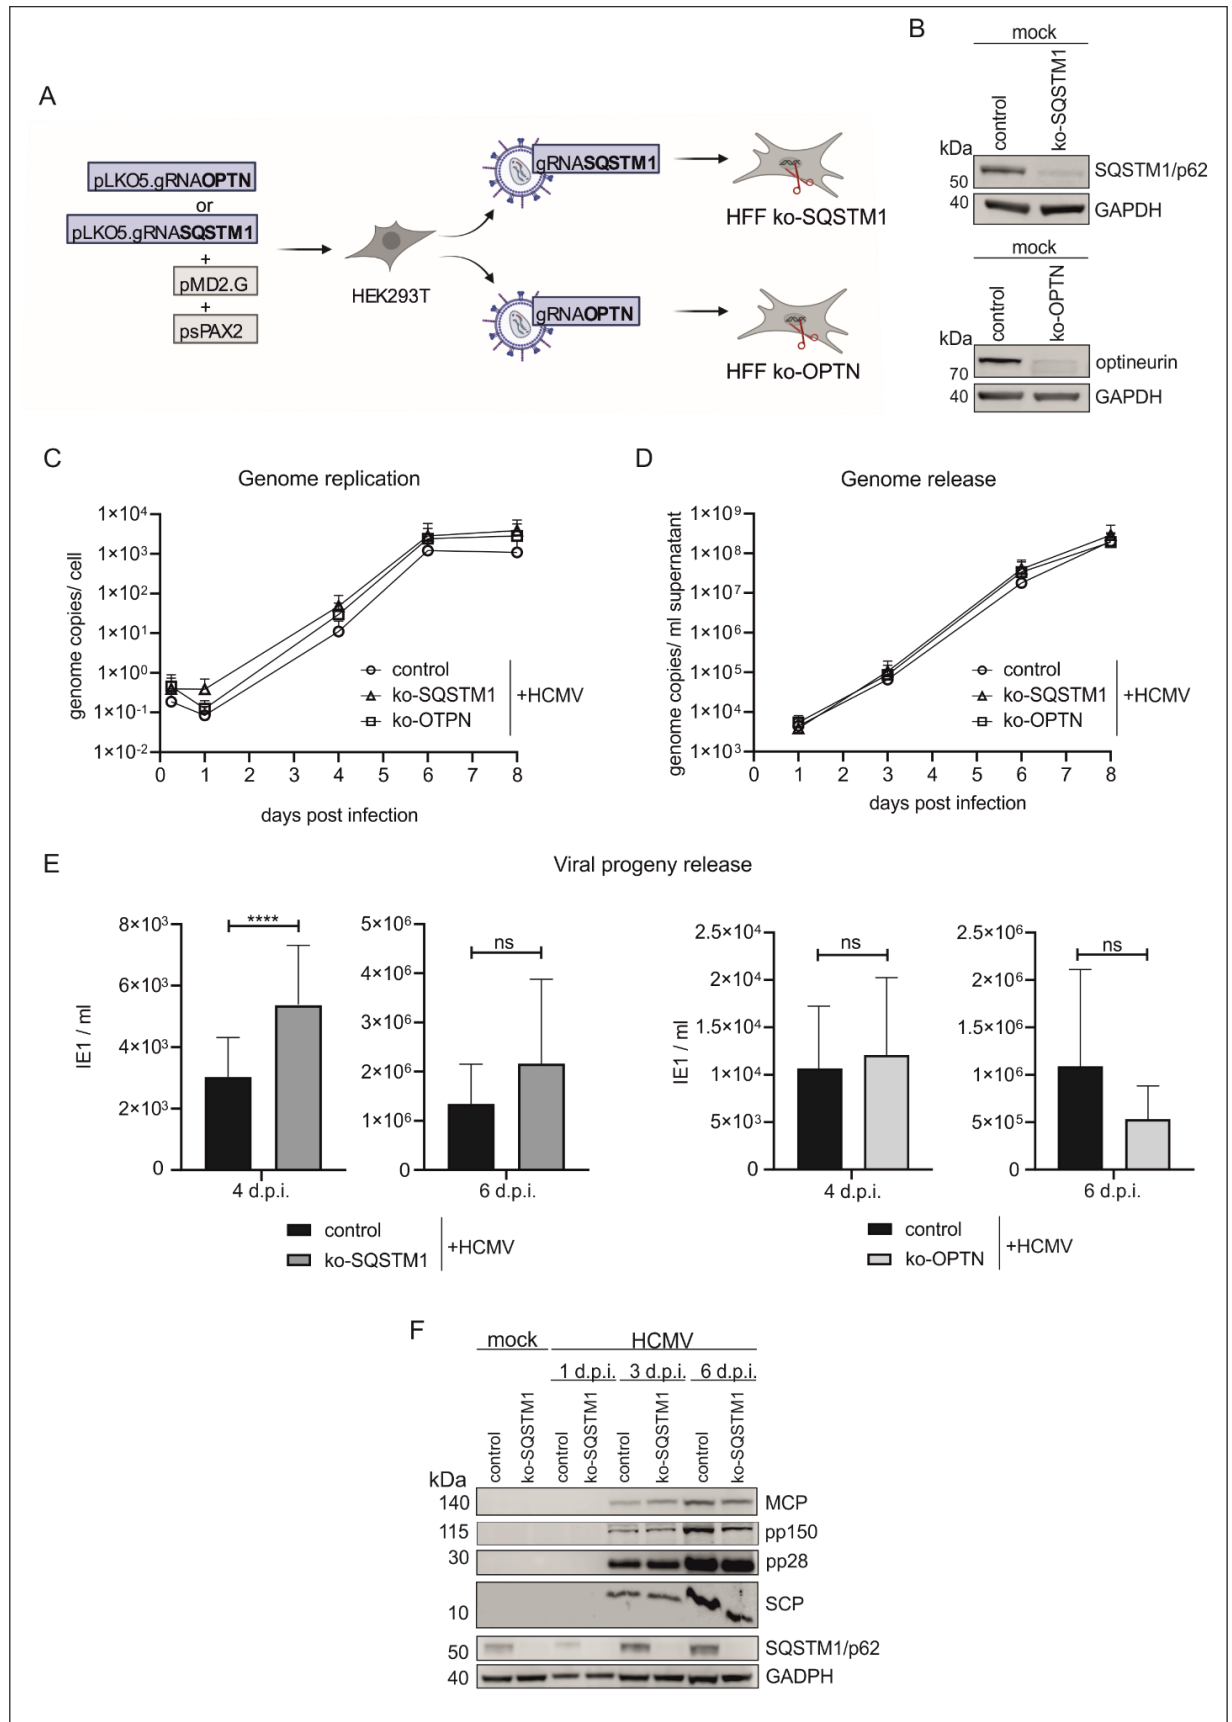 A
pLKO5.gRNAOPTN
or
pLKO5.gRNASQSTM1
+
pMD2.G
+
psPAX2
HEK293T
gRNASQSTM1
HFF ko-SQSTM1
gRNAOPTN
HFF ko-OPTN
B
mock
control
ko-SQSTM1
kDa
50
SQSTM1/p62
40
GAPDH
mock
control
ko-OPTN
kDa
70
optineurin
40
GAPDH
C
Genome replication
genome copies/ cell
1×10⁴
1×10³
1×10²
1×10¹
1×10⁰
1×10⁻¹
1×10⁻²
control
ko-SQSTM1
ko-OTPN
+HCMV
0 1 2 3 4 5 6 7 8
days post infection
D
Genome release
genome copies/ ml supernatant
1×10⁹
1×10⁸
1×10⁷
1×10⁶
1×10⁵
1×10⁴
1×10³
control
ko-SQSTM1
ko-OPTN
+HCMV
0 1 2 3 4 5 6 7 8
days post infection
E
Viral progeny release
IE1 / ml
8×10³
6×10³
4×10³
2×10³
0
****
4 d.p.i.
5×10⁶
4×10⁶
3×10⁶
2×10⁶
1×10⁶
0
ns
6 d.p.i.
control
ko-SQSTM1
+HCMV
IE1 / ml
2.5×10⁴
2×10⁴
1.5×10⁴
1×10⁴
5×10³
0
ns
4 d.p.i.
2.5×10⁶
2×10⁶
1.5×10⁶
1×10⁶
5×10⁵
0
ns
6 d.p.i.
control
ko-OPTN
+HCMV
F
mock HCMV
1 d.p.i. 3 d.p.i. 6 d.p.i.
control
ko-SQSTM1
control
ko-SQSTM1
control
ko-SQSTM1
control
ko-SQSTM1
kDa
140 MCP
115 pp150
30 pp28
10 SCP
50 SQSTM1/p62
40 GADPH